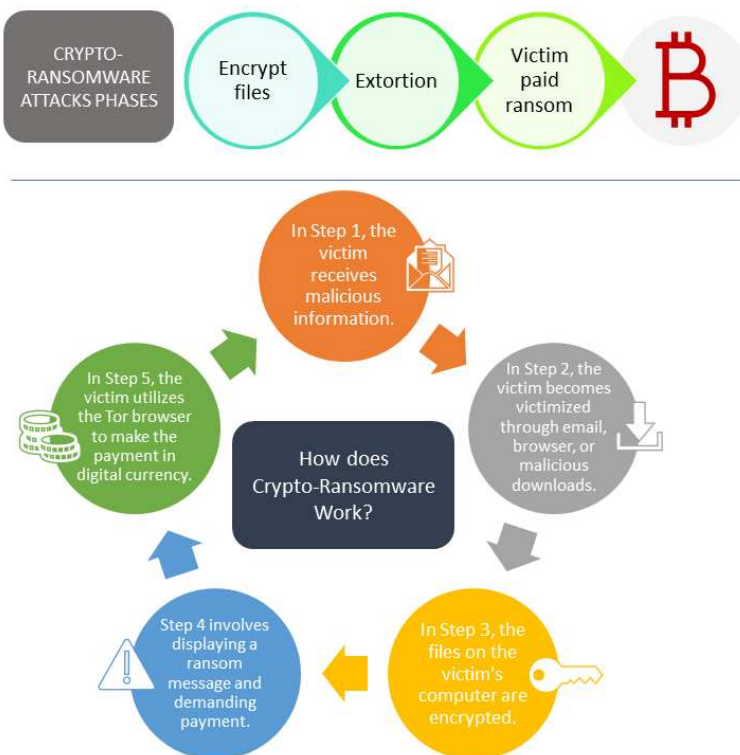 CRYPTO-
RANSOMWARE
ATTACKS PHASES
Encrypt
files
Extortion
Victim
paid
ransom
In Step 1, the
victim
receives
malicious
information.
In Step 2, the
victim becomes
victimized
through email,
browser, or
malicious
downloads.
In Step 3, the
files on the
victim's
computer are
encrypted.
Step 4 involves
displaying a
ransom
message and
demanding
payment.
In Step 5, the
victim utilizes
the Tor browser
to make the
payment in
digital currency.
How does
Crypto-Ransomware
Work?